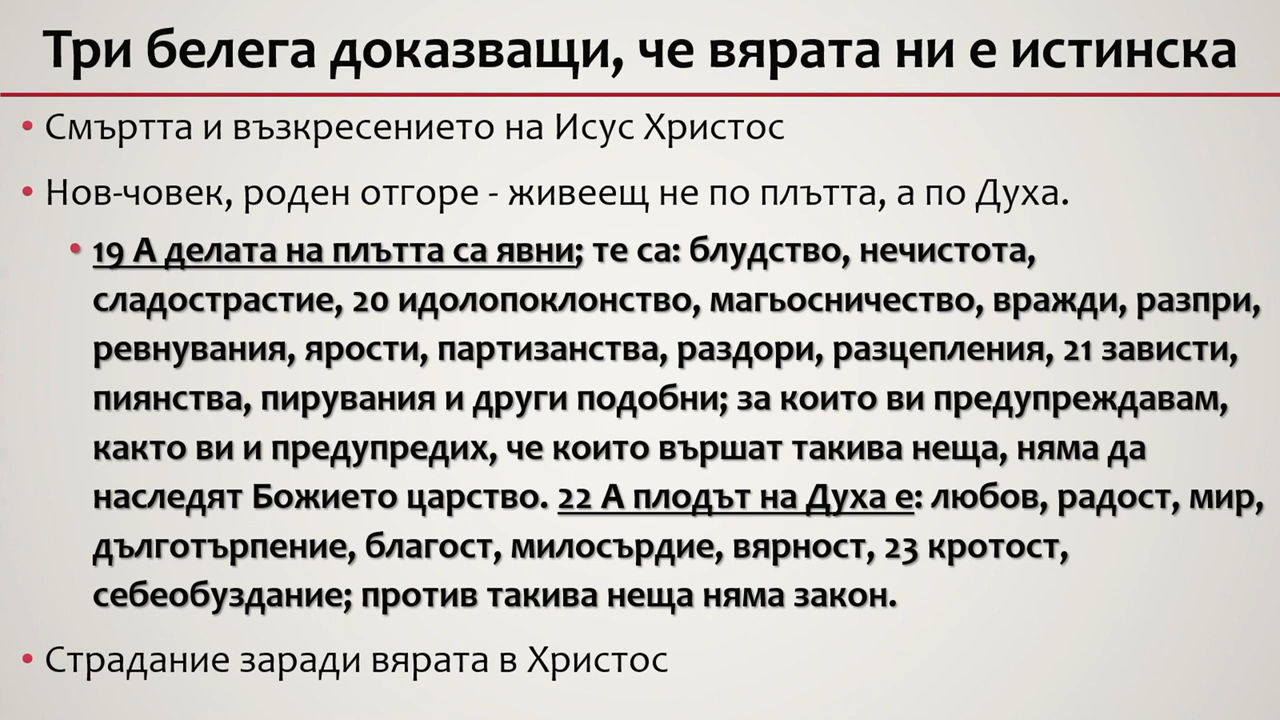 Три белега доказващи, че вярата ни е истинска
• Смъртта и възкресението на Исус Христос
• Нов-човек, роден отгоре - живеещ не по плътта, а по Духа.
• 19 А делата на плътта са явни; те са: блудство, нечистота,
сладострастие, 20 идолопоклонство, магьосничество, вражди, разпри,
ревнувания, ярости, партизанства, раздори, разцепления, 21 зависти,
пиянства, пирувания и други подобни; за които ви предупреждавам,
както ви и предупредих, че които вършат такива неща, няма да
наследят Божието царство. 22 А плодът на Духа е: любов, радост, мир,
дълготърпение, благост, милосърдие, вярност, 23 кротост,
себеобуздание; против такива неща няма закон.
• Страдание заради вярата в Христос